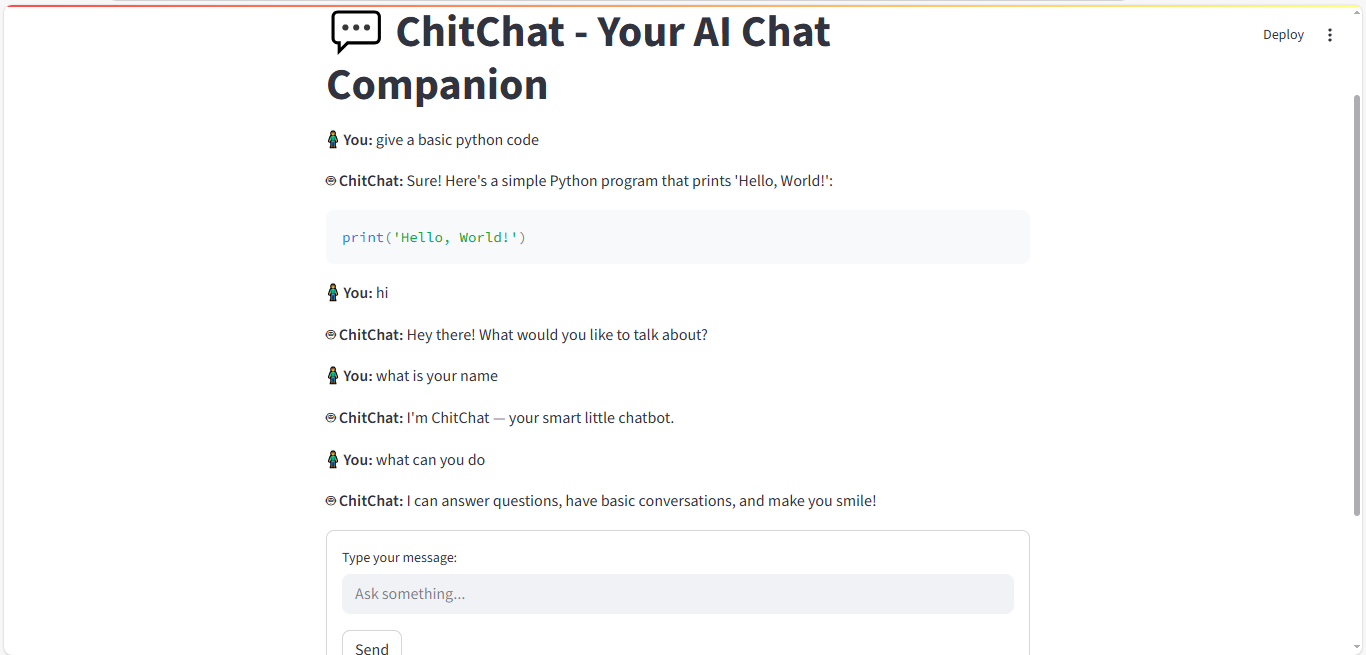 ChitChat - Your AI Chat
Companion
Deploy
You: give a basic python code
ChitChat: Sure! Here's a simple Python program that prints 'Hello, World!':
print('Hello, World!')
You: hi
ChitChat: Hey there! What would you like to talk about?
You: what is your name
ChitChat: I'm ChitChat — your smart little chatbot.
You: what can you do
ChitChat: I can answer questions, have basic conversations, and make you smile!
Type your message:
Ask something...
Send